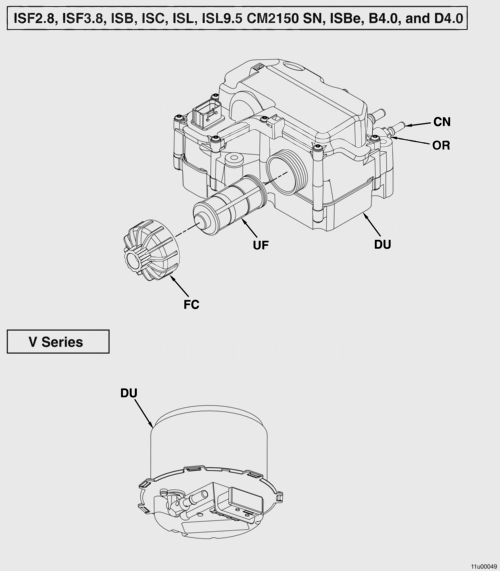 ISF2.8, ISF3.8, ISB, ISC, ISL, ISL9.5 CM2150 SN, ISBe, B4.0, and D4.0
CN
OR
UF
DU
FC
V Series
DU
11u00049